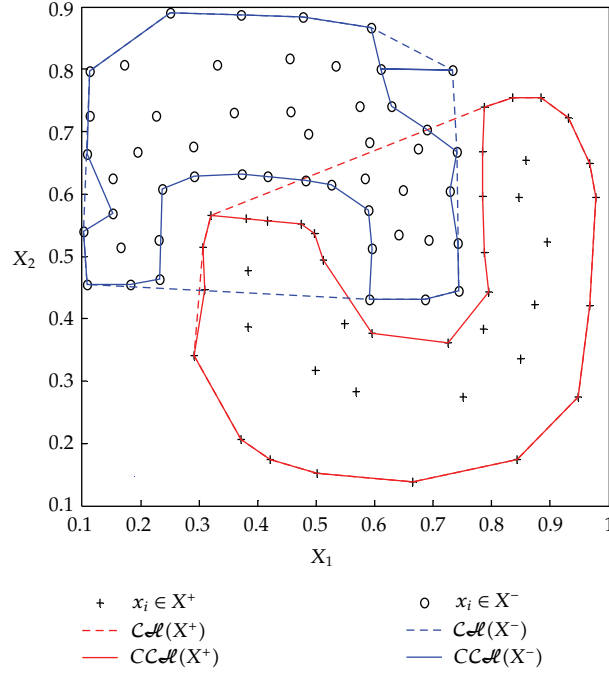 0.9
0.8
0.7
0.6
X₂ 0.5
0.4
0.3
0.2
0.1
0.1 0.2 0.3 0.4 0.5 0.6 0.7 0.8 0.9 1
X₁
xᵢ ∈ X⁺ xᵢ ∈ X⁻
𝓒𝓗(X⁺) 𝓒𝓗(X⁻)
C𝓒𝓗(X⁺) C𝓒𝓗(X⁻)